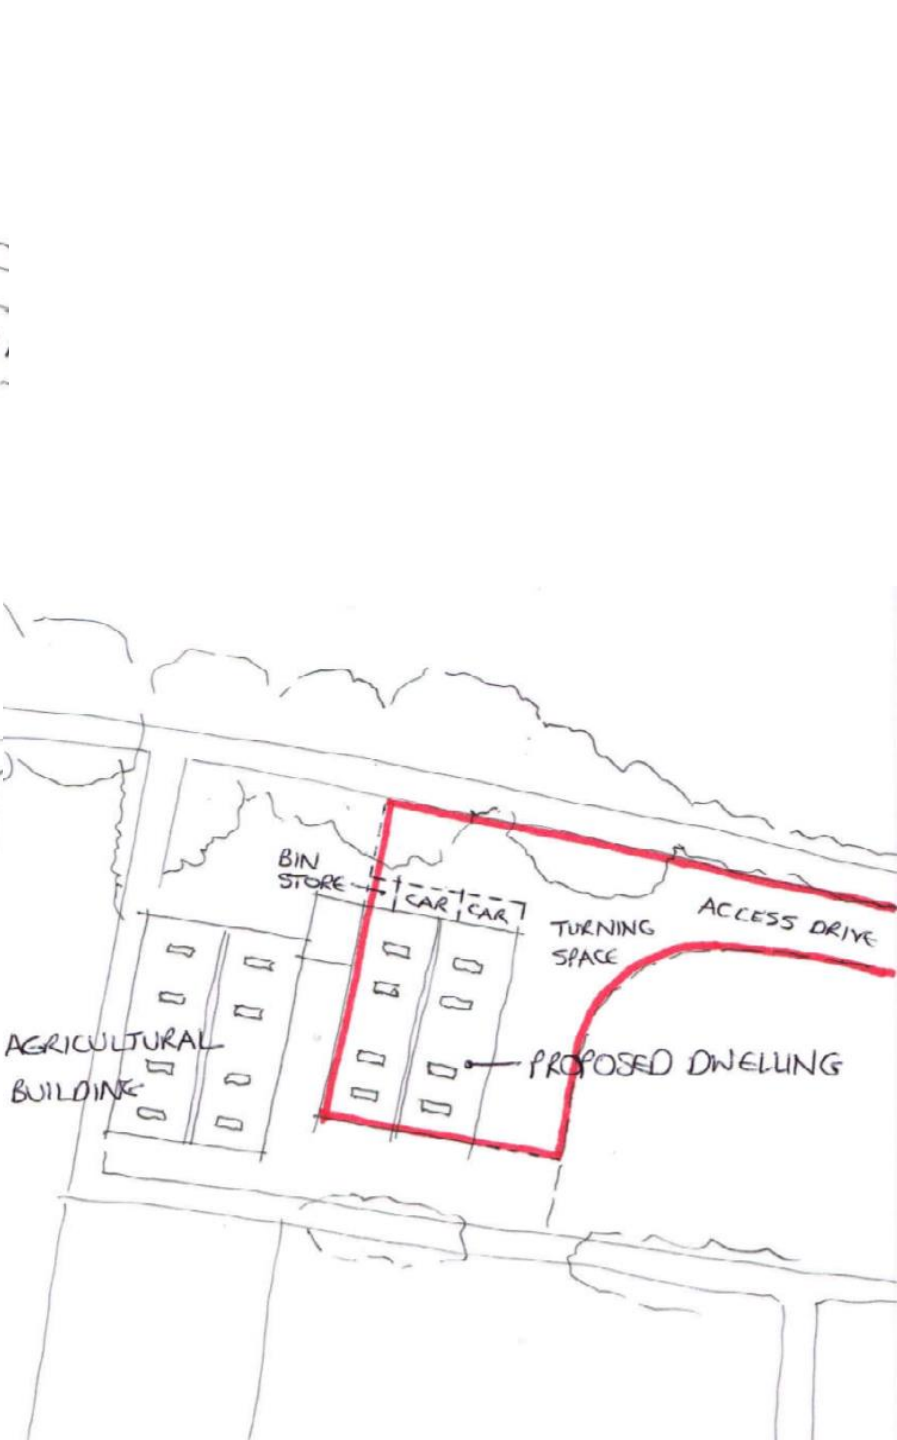 BIN
STORE
CAR
CAR
TURNING
SPACE
ACCESS DRIVE
AGRICULTURAL
BUILDING
PROPOSED DWELLING